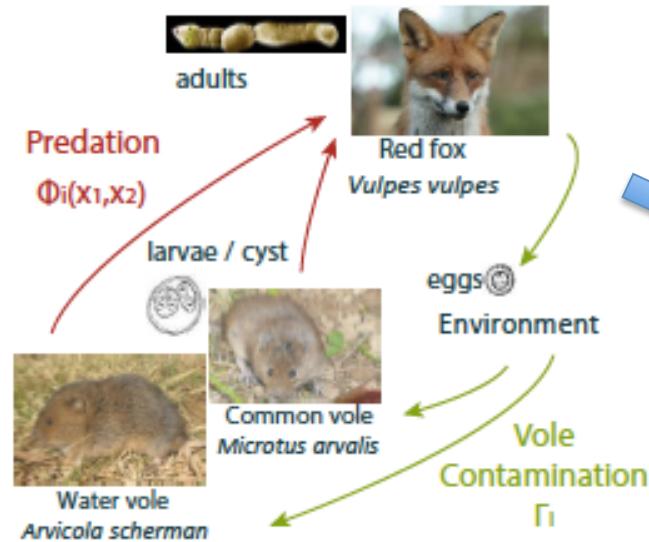 adults
Red fox
Vulpes vulpes
Predation
Φi(x1,x2)
larvae / cyst
eggs
Environment
Common vole
Microtus arvalis
Water vole
Arvicola scherman
Vole
Contamination
ΓI